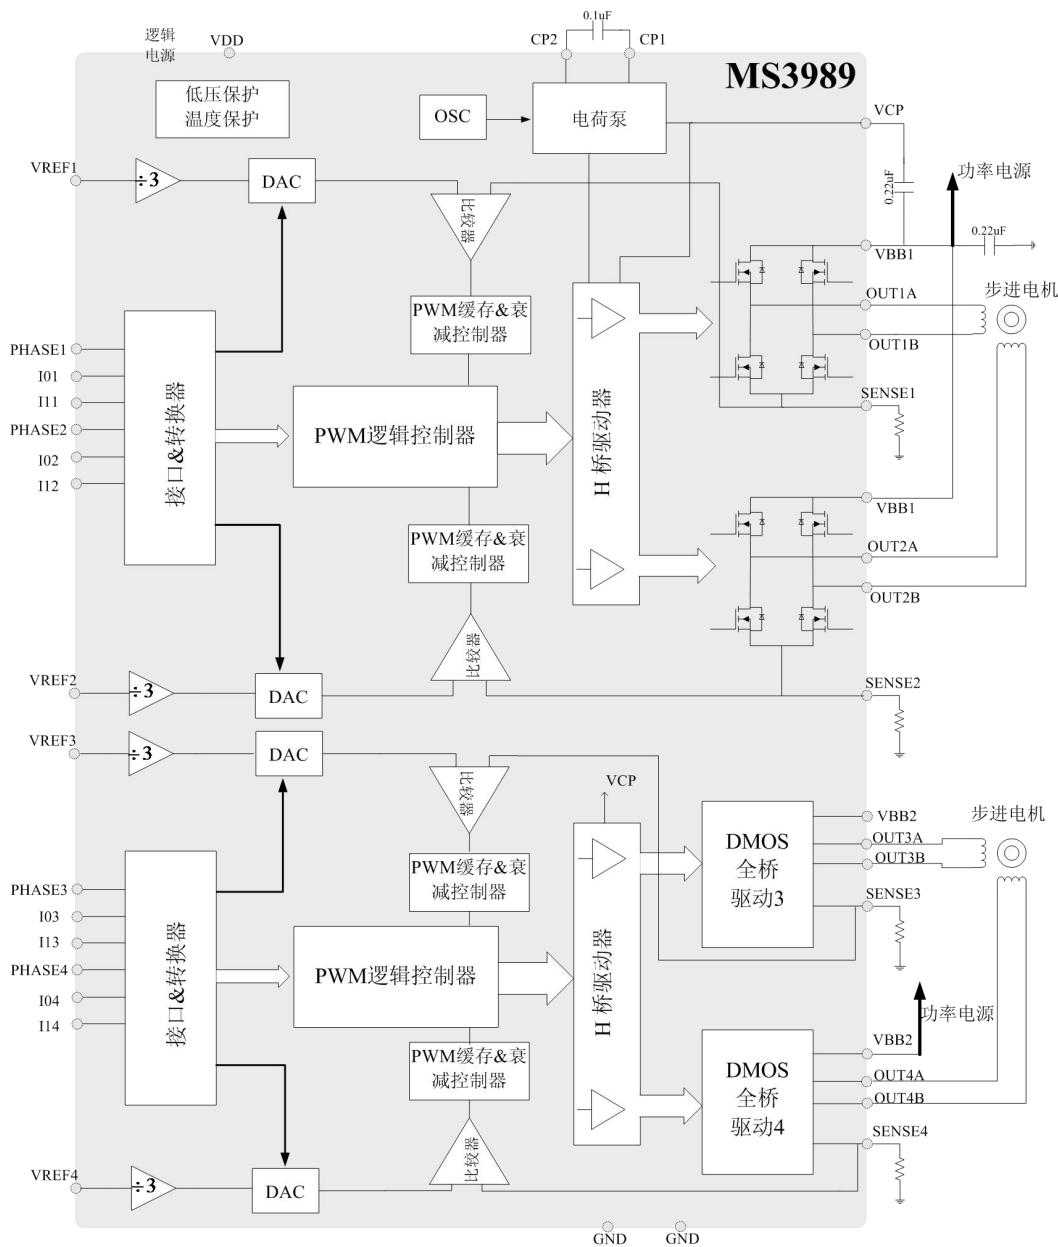 逻辑
电源
VDD
0.1uF
CP2
CP1
MS3989
低压保护
温度保护
OSC
电荷泵
VCP
VREF1
÷3
DAC
比较器
0.22uF
功率电源
0.22uF
VBB1
PWM缓存&衰
减控制器
OUT1A
步进电机
OUT1B
PHASE1
I01
I11
PHASE2
I02
I12
接口&转换器
PWM逻辑控制器
H 桥驱动器
SENSE1
VBB1
PWM缓存&衰
减控制器
OUT2A
OUT2B
比较器
VREF2
÷3
DAC
SENSE2
VREF3
÷3
DAC
比较器
VCP
DMOS
全桥
驱动3
VBB2
OUT3A
OUT3B
步进电机
SENSE3
PWM缓存&衰
减控制器
PHASE3
I03
I13
PHASE4
I04
I14
接口&转换器
PWM逻辑控制器
H 桥驱动器
功率电源
PWM缓存&衰
减控制器
DMOS
全桥
驱动4
VBB2
OUT4A
OUT4B
SENSE4
比较器
VREF4
÷3
DAC
GND
GND